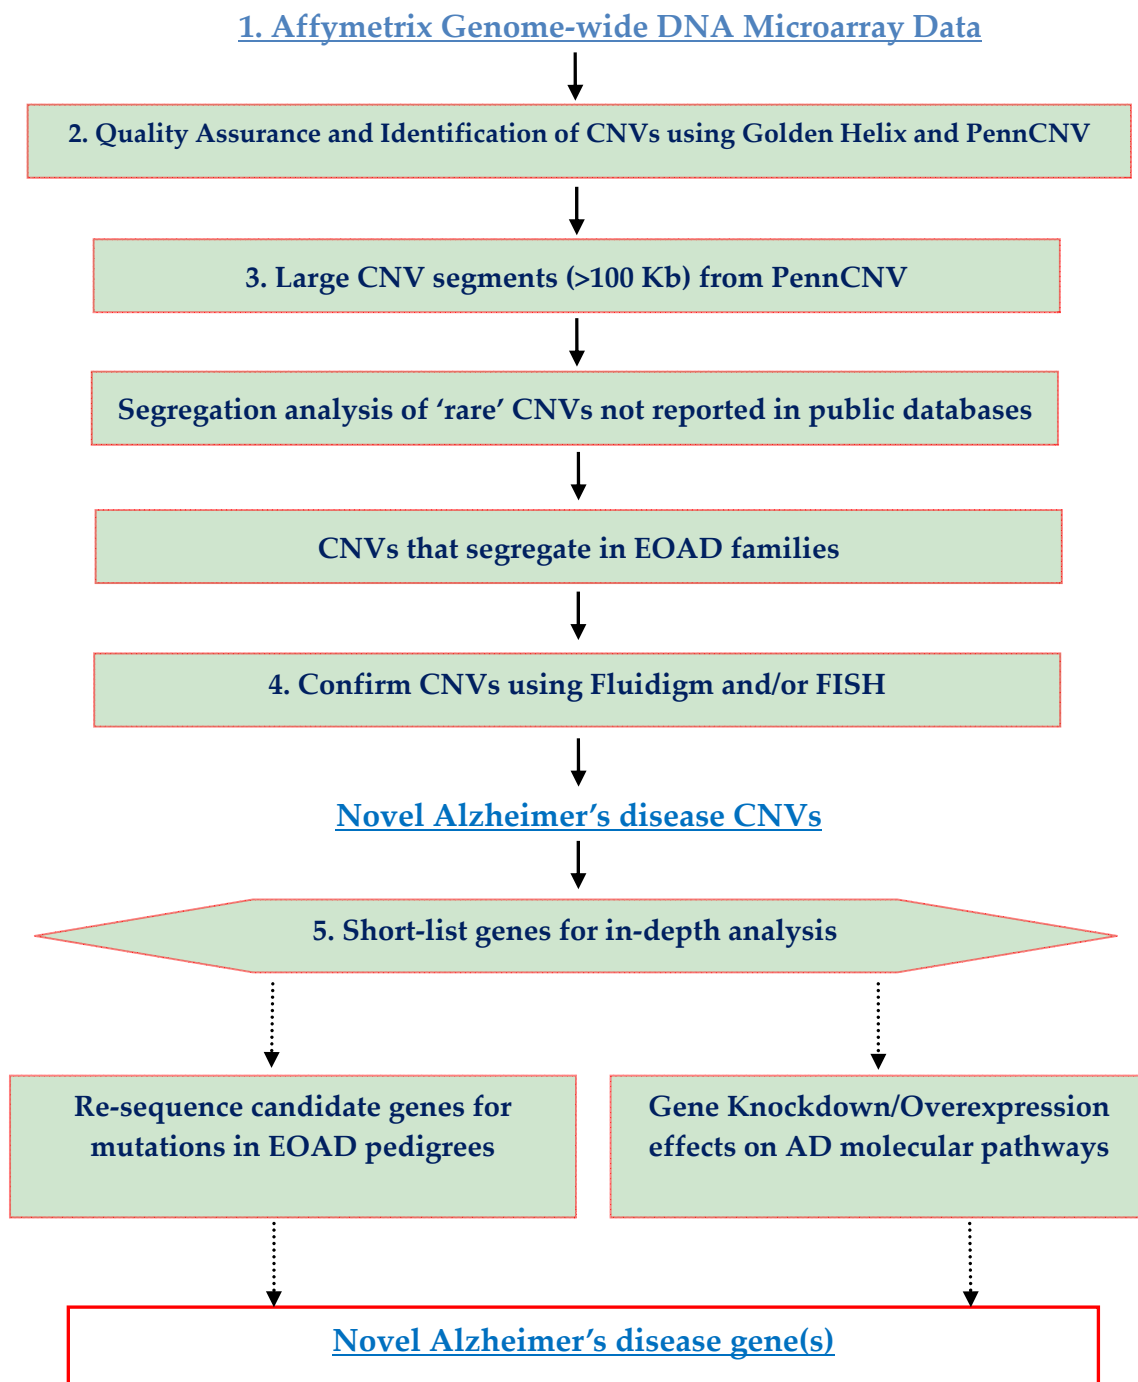 1. Affymetrix Genome-wide DNA Microarray Data
2. Quality Assurance and Identification of CNVs using Golden Helix and PennCNV
3. Large CNV segments (>100 Kb) from PennCNV
Segregation analysis of ‘rare’ CNVs not reported in public databases
CNVs that segregate in EOAD families
4. Confirm CNVs using Fluidigm and/or FISH
Novel Alzheimer’s disease CNVs
5. Short-list genes for in-depth analysis
Re-sequence candidate genes for
mutations in EOAD pedigrees
Gene Knockdown/Overexpression
effects on AD molecular pathways
Novel Alzheimer’s disease gene(s)